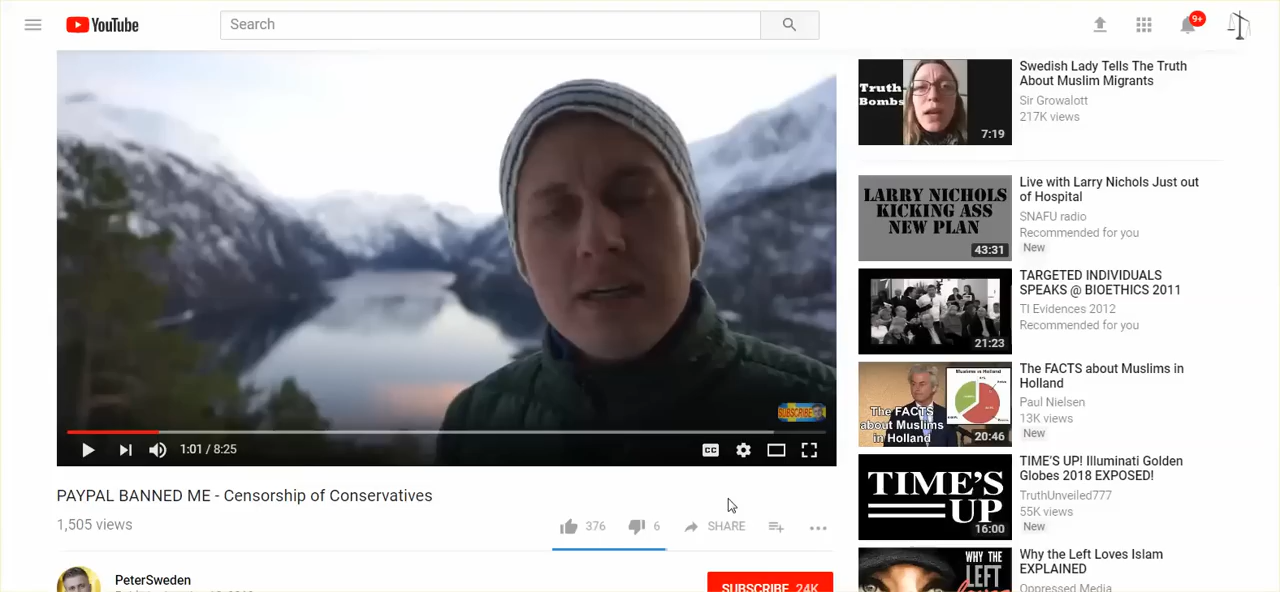 YouTube
Search
9+
SUBSCRIBE
1:01 / 8:25
CC
PAYPAL BANNED ME - Censorship of Conservatives
1,505 views
376
6
SHARE
PeterSweden
SUBSCRIBE 24K
Truth
Bombs
7:19
Swedish Lady Tells The Truth
About Muslim Migrants
Sir Growalott
217K views
LARRY NICHOLS
KICKING ASS
NEW PLAN
43:31
Live with Larry Nichols Just out
of Hospital
SNAFU radio
Recommended for you
New
21:23
TARGETED INDIVIDUALS
SPEAKS @ BIOETHICS 2011
TI Evidences 2012
Recommended for you
Muslims in Holland
The FACTS
about Muslims
in Holland
20:46
The FACTS about Muslims in
Holland
Paul Nielsen
13K views
New
TIME'S
UP
16:00
TIME'S UP! Illuminati Golden
Globes 2018 EXPOSED!
TruthUnveiled777
55K views
New
WHY THE
LEFT
Why the Left Loves Islam
EXPLAINED
Oppressed Media